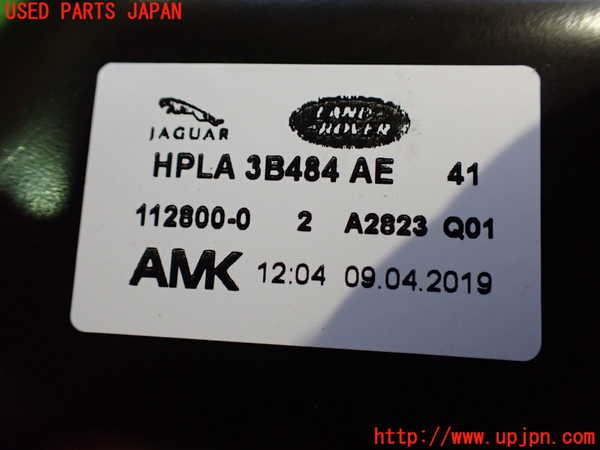 USED PARTS JAPAN
JAGUAR
LAND-
-ROVER
HPLA 3B484 AE 41
112800-0 2 A2823 Q01
AMK 12:04 09.04.2019
https://www.upjpn.com/